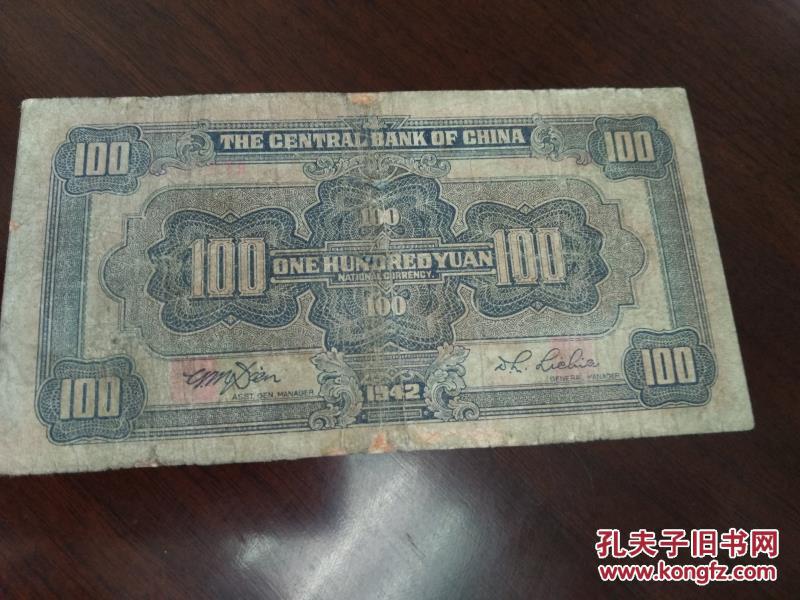 THE CENTRAL BANK OF CHINA
100
100
100
100 ONE HUNDRED YUAN 100
NATIONAL CURRENCY.
100
ASST. GEN. MANAGER
GENERAL MANAGER
100
1942
100
孔夫子旧书网
www.kongfz.com